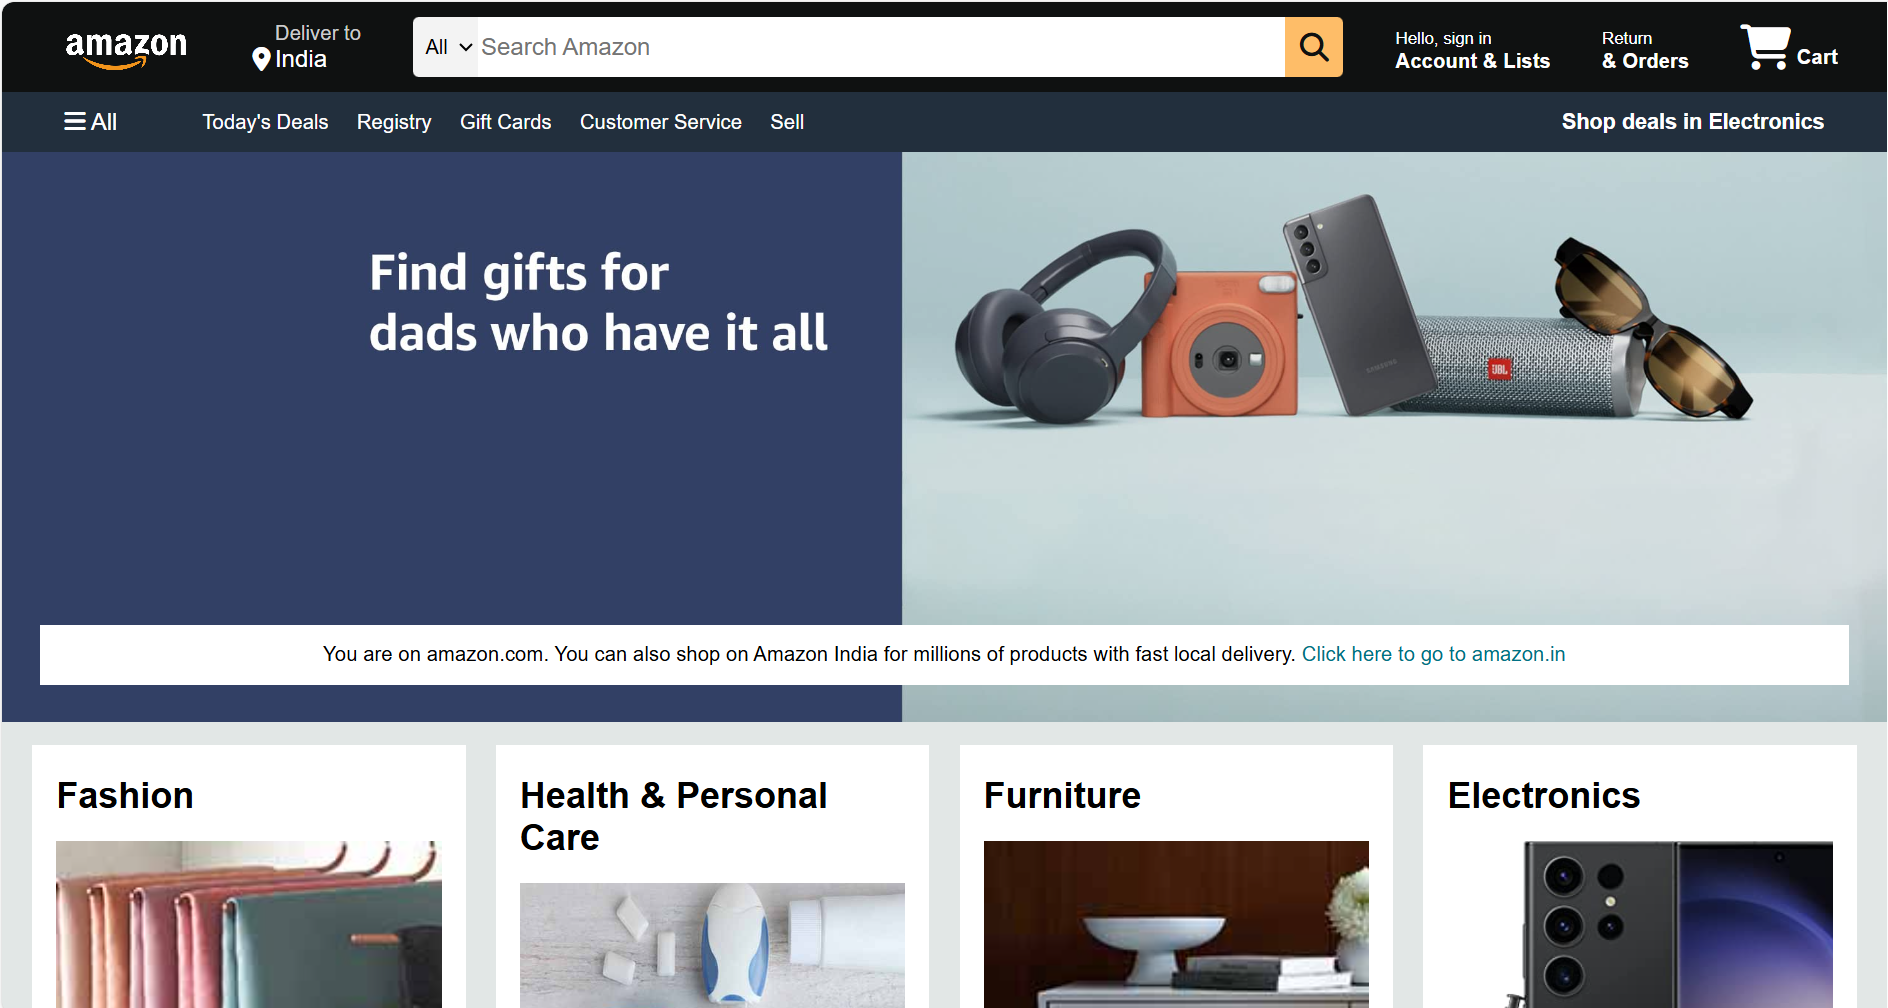 amazon
Deliver to
India
All
Search Amazon
Hello, sign in
Account & Lists
Return
& Orders
Cart
All
Today's Deals
Registry
Gift Cards
Customer Service
Sell
Shop deals in Electronics
Find gifts for
dads who have it all
SAMSUNG
JBL
You are on amazon.com. You can also shop on Amazon India for millions of products with fast local delivery. Click here to go to amazon.in
Fashion
Health & Personal
Care
Furniture
Electronics